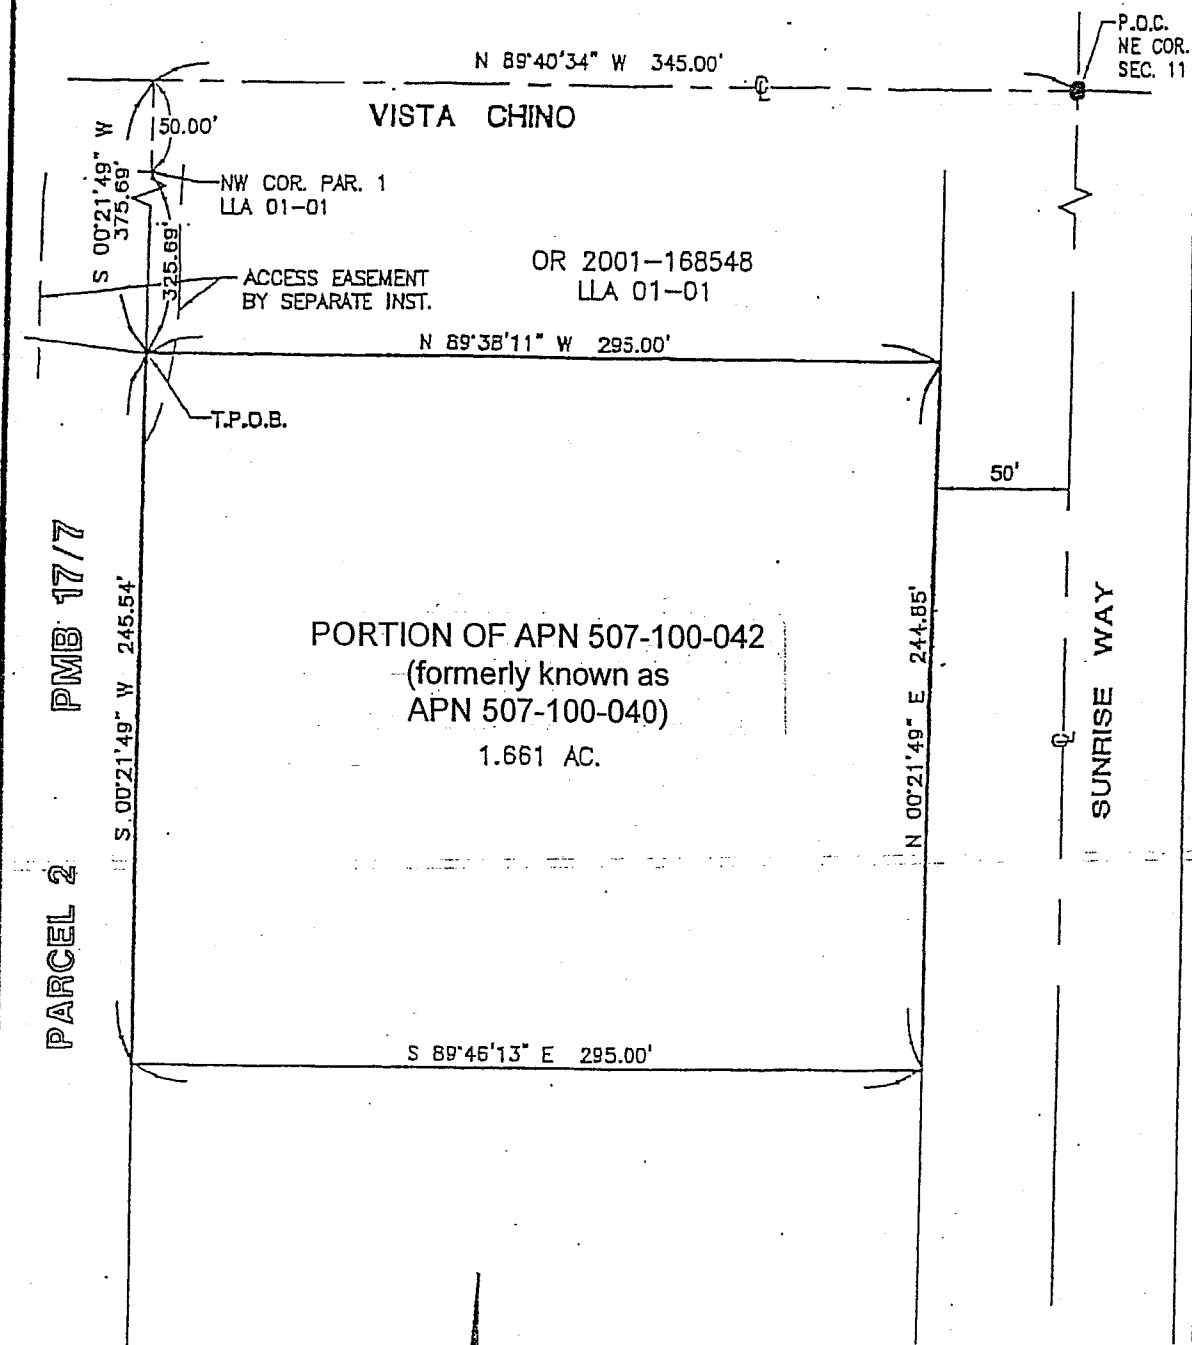 P.O.C.
NE COR.
SEC. 11
N 89°40'34" W 345.00'
℄
VISTA CHINO
50.00'
S 00°21'49" W
375.69'
NW COR. PAR. 1
LLA 01-01
325.69'
ACCESS EASEMENT
BY SEPARATE INST.
OR 2001-168548
LLA 01-01
N 89°38'11" W 295.00'
T.P.O.B.
50'
PARCEL 2 PMB 17/7
S 00°21'49" W 245.54'
PORTION OF APN 507-100-042
(formerly known as
APN 507-100-040)
1.661 AC.
N 00°21'49" E 244.85'
℄
SUNRISE WAY
S 89°46'13" E 295.00'